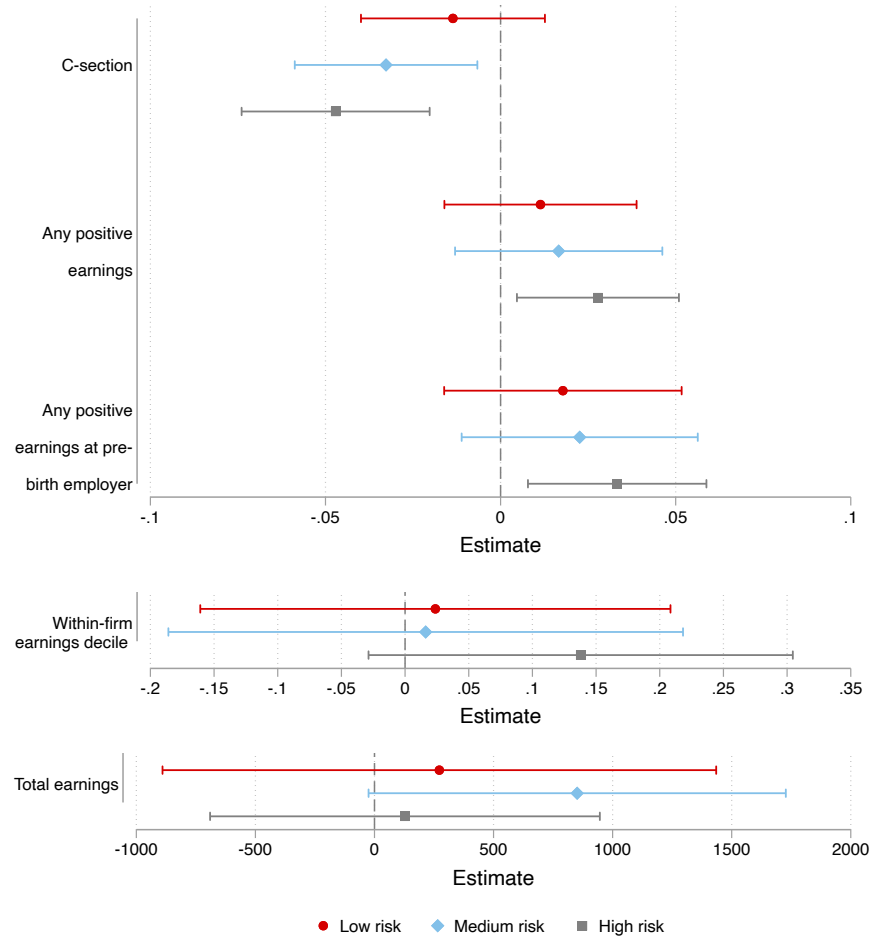 C-section
Any positive
earnings
Any positive
earnings at pre-
birth employer
-.1 -.05 0 .05 .1
Estimate
Within-firm
earnings decile
-.2 -.15 -.1 -.05 0 .05 .1 .15 .2 .25 .3 .35
Estimate
Total earnings
-1000 -500 0 500 1000 1500 2000
Estimate
Low risk Medium risk High risk